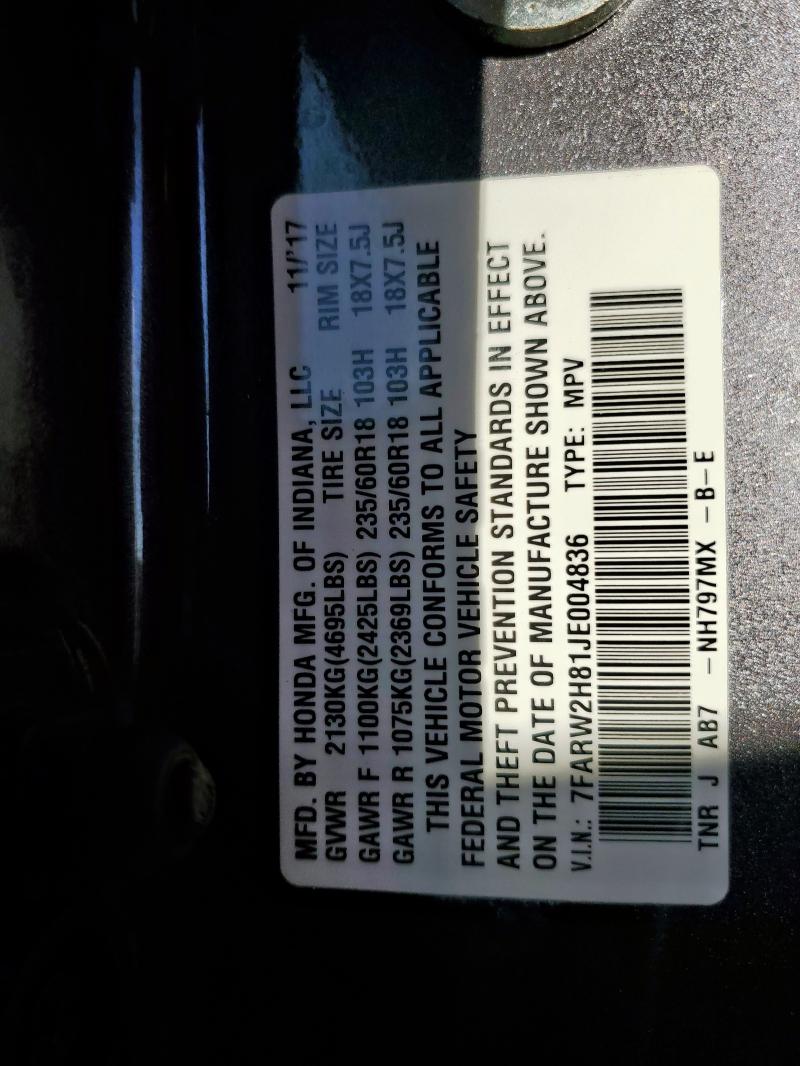 MFD. BY HONDA MFG. OF INDIANA, LLC 11/'17
GVWR 2130KG(4695LBS) TIRE SIZE RIM SIZE
GAWR F 1100KG(2425LBS) 235/60R18 103H 18X7.5J
GAWR R 1075KG(2369LBS) 235/60R18 103H 18X7.5J
THIS VEHICLE CONFORMS TO ALL APPLICABLE
FEDERAL MOTOR VEHICLE SAFETY
AND THEFT PREVENTION STANDARDS IN EFFECT
ON THE DATE OF MANUFACTURE SHOWN ABOVE.
V.I.N.: 7FARW2H81JE004836 TYPE: MPV
TNR J AB7 -NH797MX -B-E